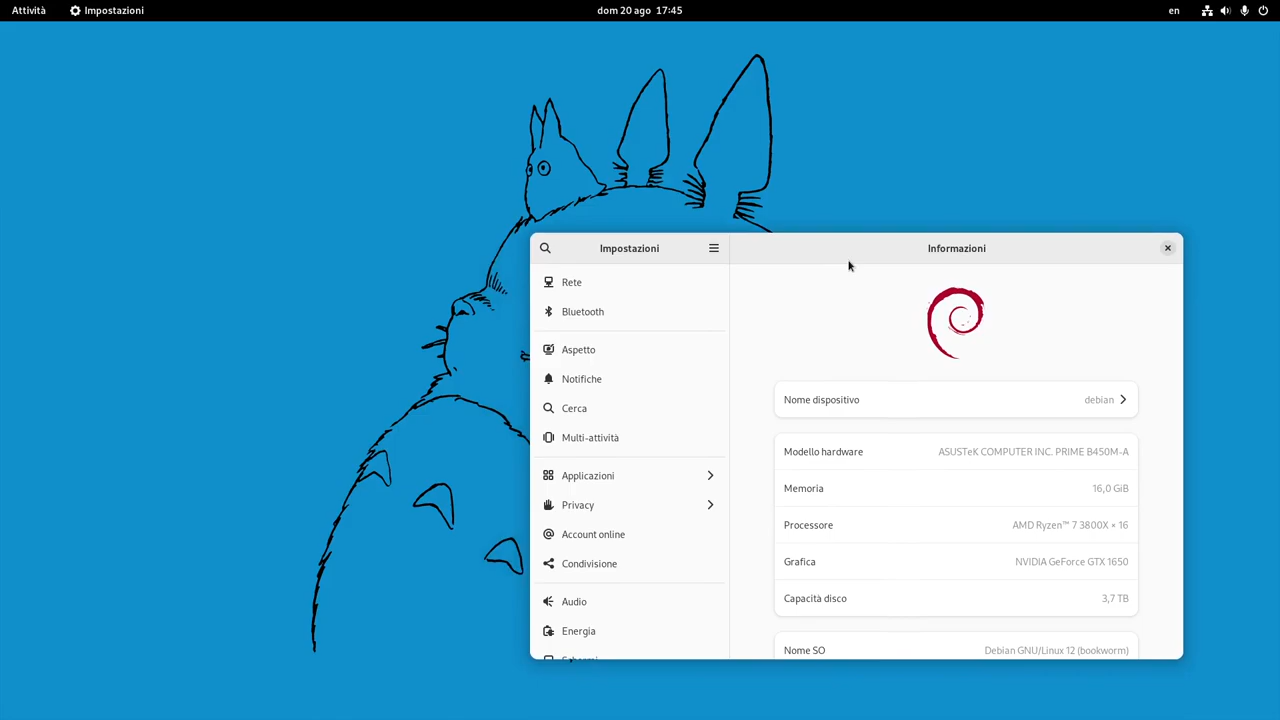 Attività Impostazioni dom 20 ago 17:45 en
Impostazioni Informazioni
Rete
Bluetooth
Aspetto
Notifiche
Cerca
Multi-attività
Applicazioni
Privacy
Account online
Condivisione
Audio
Energia
Nome dispositivo debian
Modello hardware ASUSTeK COMPUTER INC. PRIME B450M-A
Memoria 16,0 GiB
Processore AMD Ryzen™ 7 3800X × 16
Grafica NVIDIA GeForce GTX 1650
Capacità disco 3,7 TB
Nome SO Debian GNU/Linux 12 (bookworm)